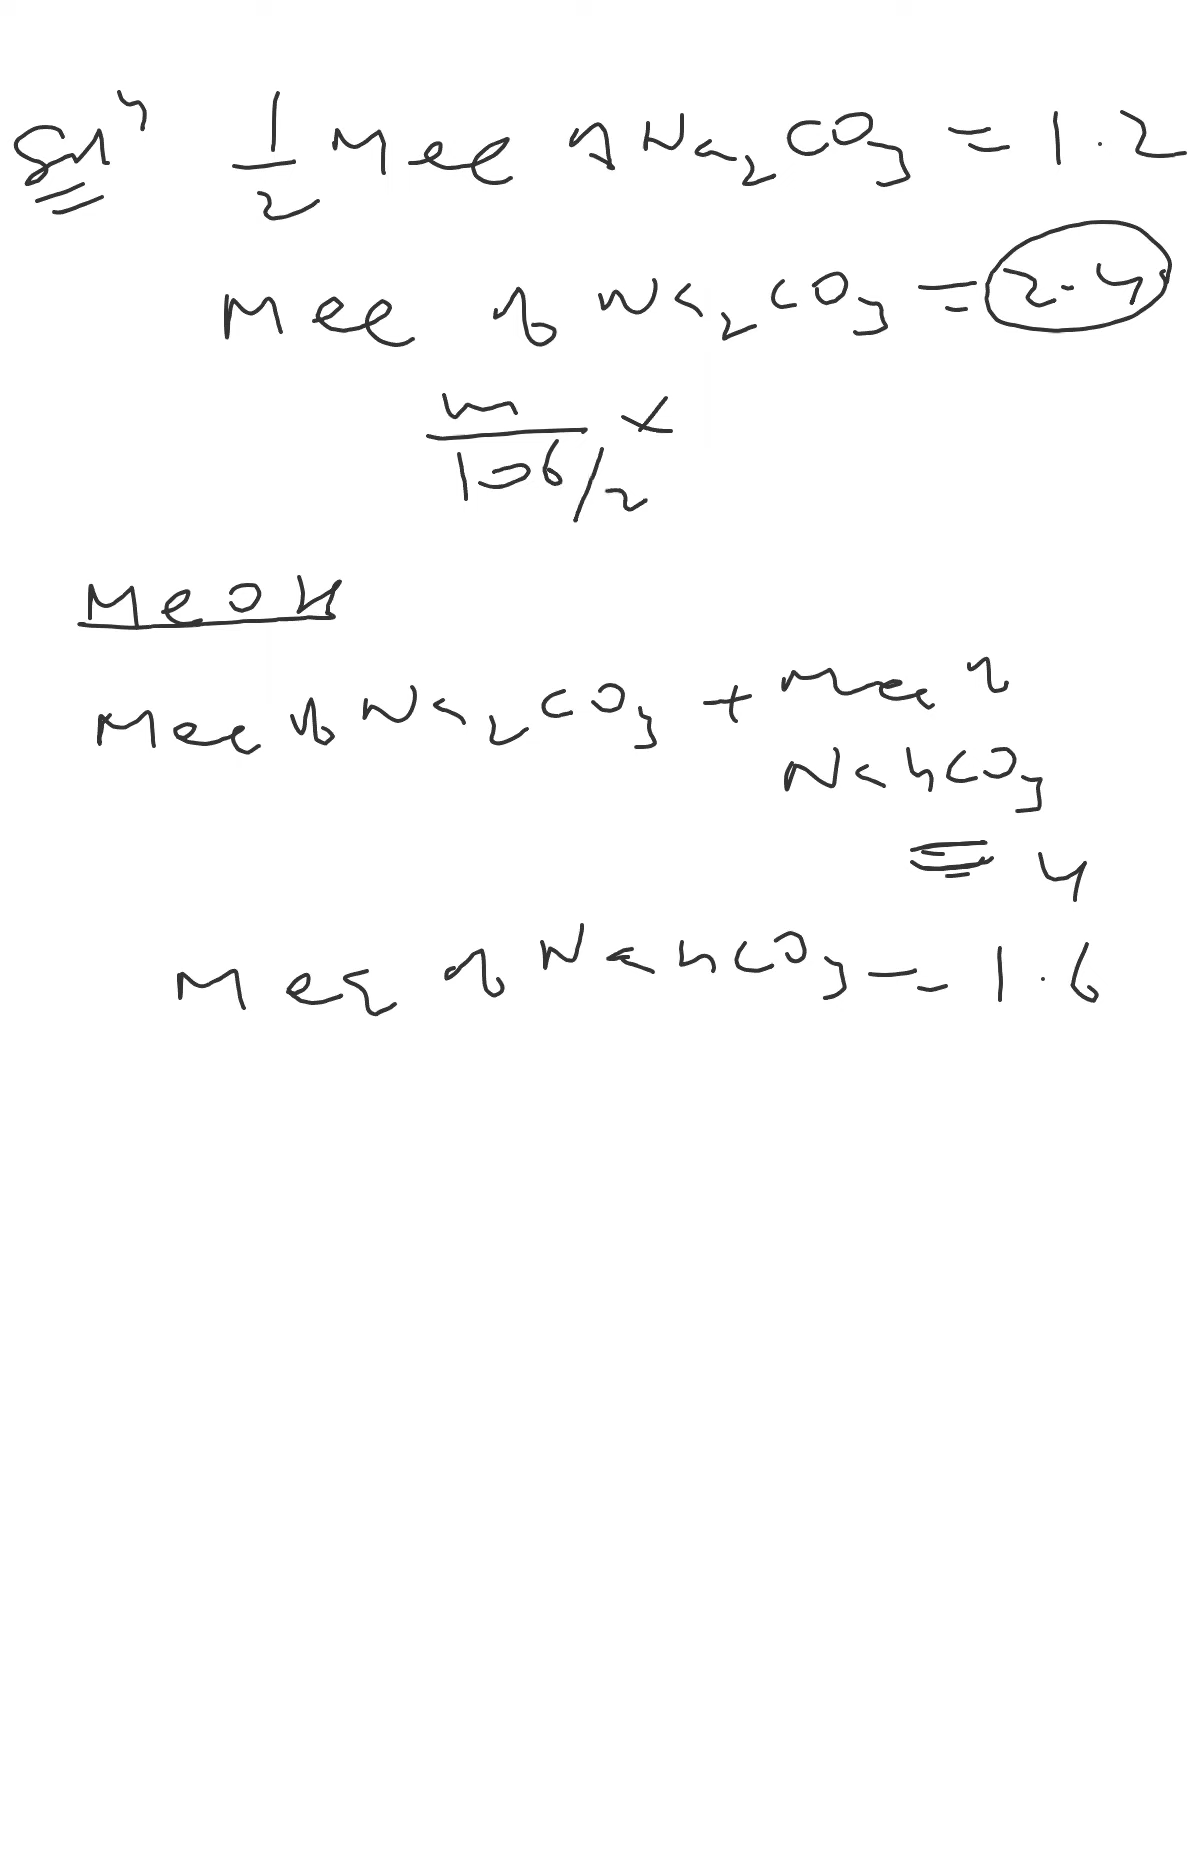 Solⁿ 1/2 Meq of Na₂CO₃ = 1.2
Meq of Na₂CO₃ = 2.4
m/106/2 ×
MeOH
Meq of Na₂CO₃ + Meq of
NaHCO₃
= 4
Meq of NaHCO₃ = 1.6